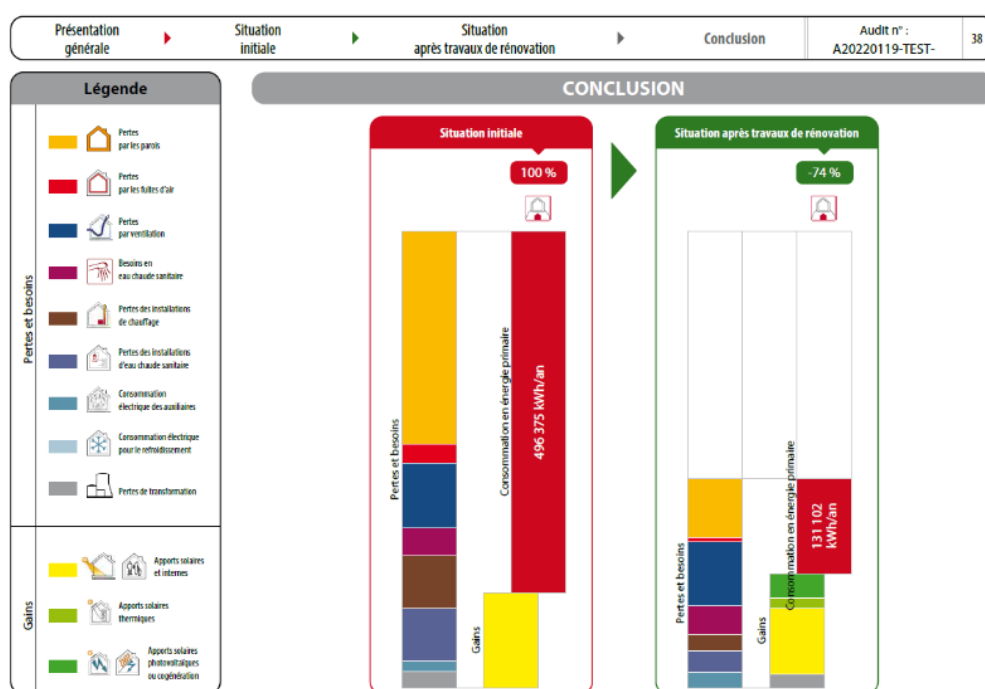 Présentation
générale
Situation
initiale
Situation
après travaux de rénovation
Conclusion
Audit n° :
A20220119-TEST-
38
Légende
CONCLUSION
Pertes et besoins
Pertes
par les parois
Pertes
par les fuites d'air
Pertes
par ventilation
Besoins en
eau chaude sanitaire
Pertes des installations
de chauffage
Pertes des installations
d'eau chaude sanitaire
Consommation
électrique des auxiliaires
Consommation électrique
pour le refroidissement
Pertes de transformation
Gains
Apports solaires
et internes
Apports solaires
thermiques
Apports solaires
photovoltaïques
ou cogénération
Situation initiale
100 %
Pertes et besoins
Gains
Consommation en énergie primaire
496 375 kWh/an
Situation après travaux de rénovation
-74 %
Pertes et besoins
Gains
Consommation en énergie primaire
131 102
kWh/an